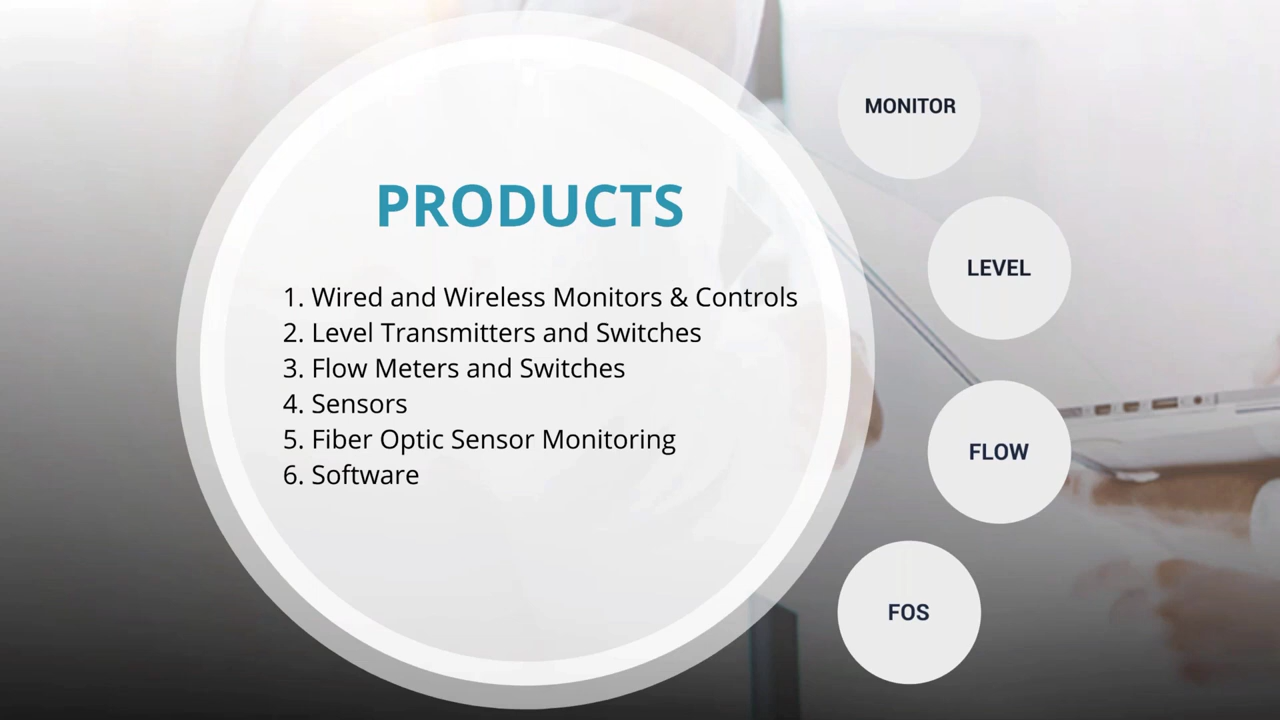 PRODUCTS
1. Wired and Wireless Monitors & Controls
2. Level Transmitters and Switches
3. Flow Meters and Switches
4. Sensors
5. Fiber Optic Sensor Monitoring
6. Software
MONITOR
LEVEL
FLOW
FOS